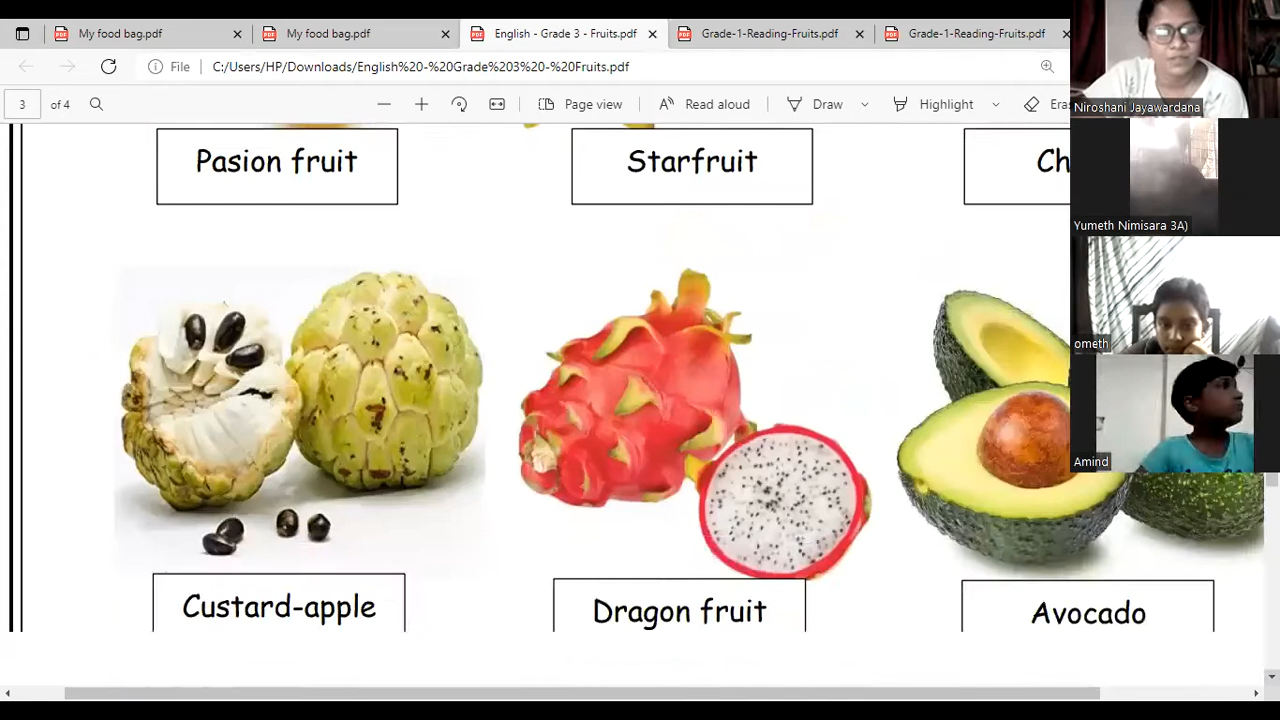 My food bag.pdf
My food bag.pdf
English - Grade 3 - Fruits.pdf
Grade-1-Reading-Fruits.pdf
Grade-1-Reading-Fruits.pdf
File
C:/Users/HP/Downloads/English%20-%20Grade%203%20-%20Fruits.pdf
3 of 4
Page view
Read aloud
Draw
Highlight
Era
Pasion fruit
Starfruit
Ch
Custard-apple
Dragon fruit
Avocado
Niroshani Jayawardana
Yumeth Nimisara 3A)
ometh
Amind